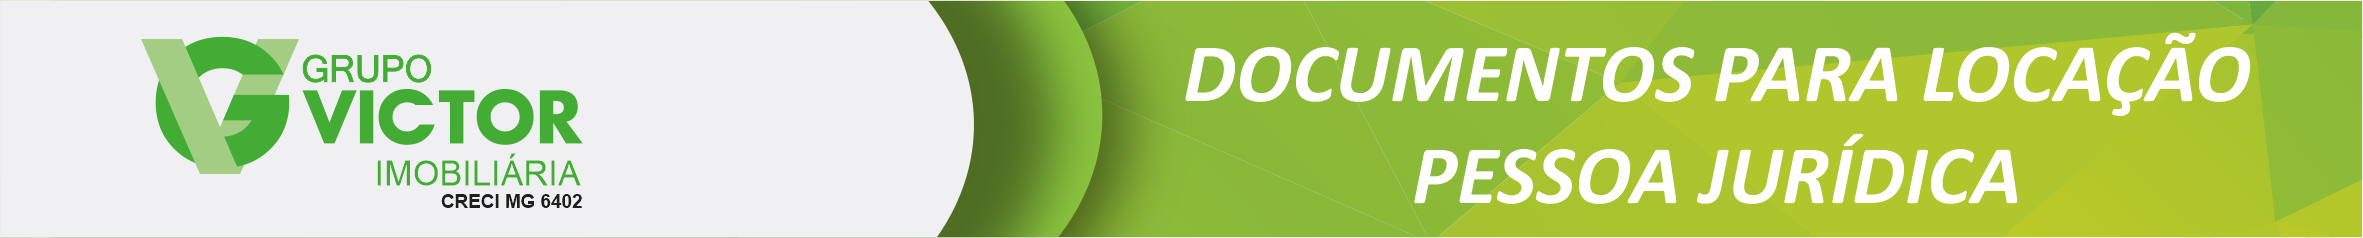 GRUPO
VICTOR
IMOBILIÁRIA
CRECI MG 6402
DOCUMENTOS PARA LOCAÇÃO
PESSOA JURÍDICA